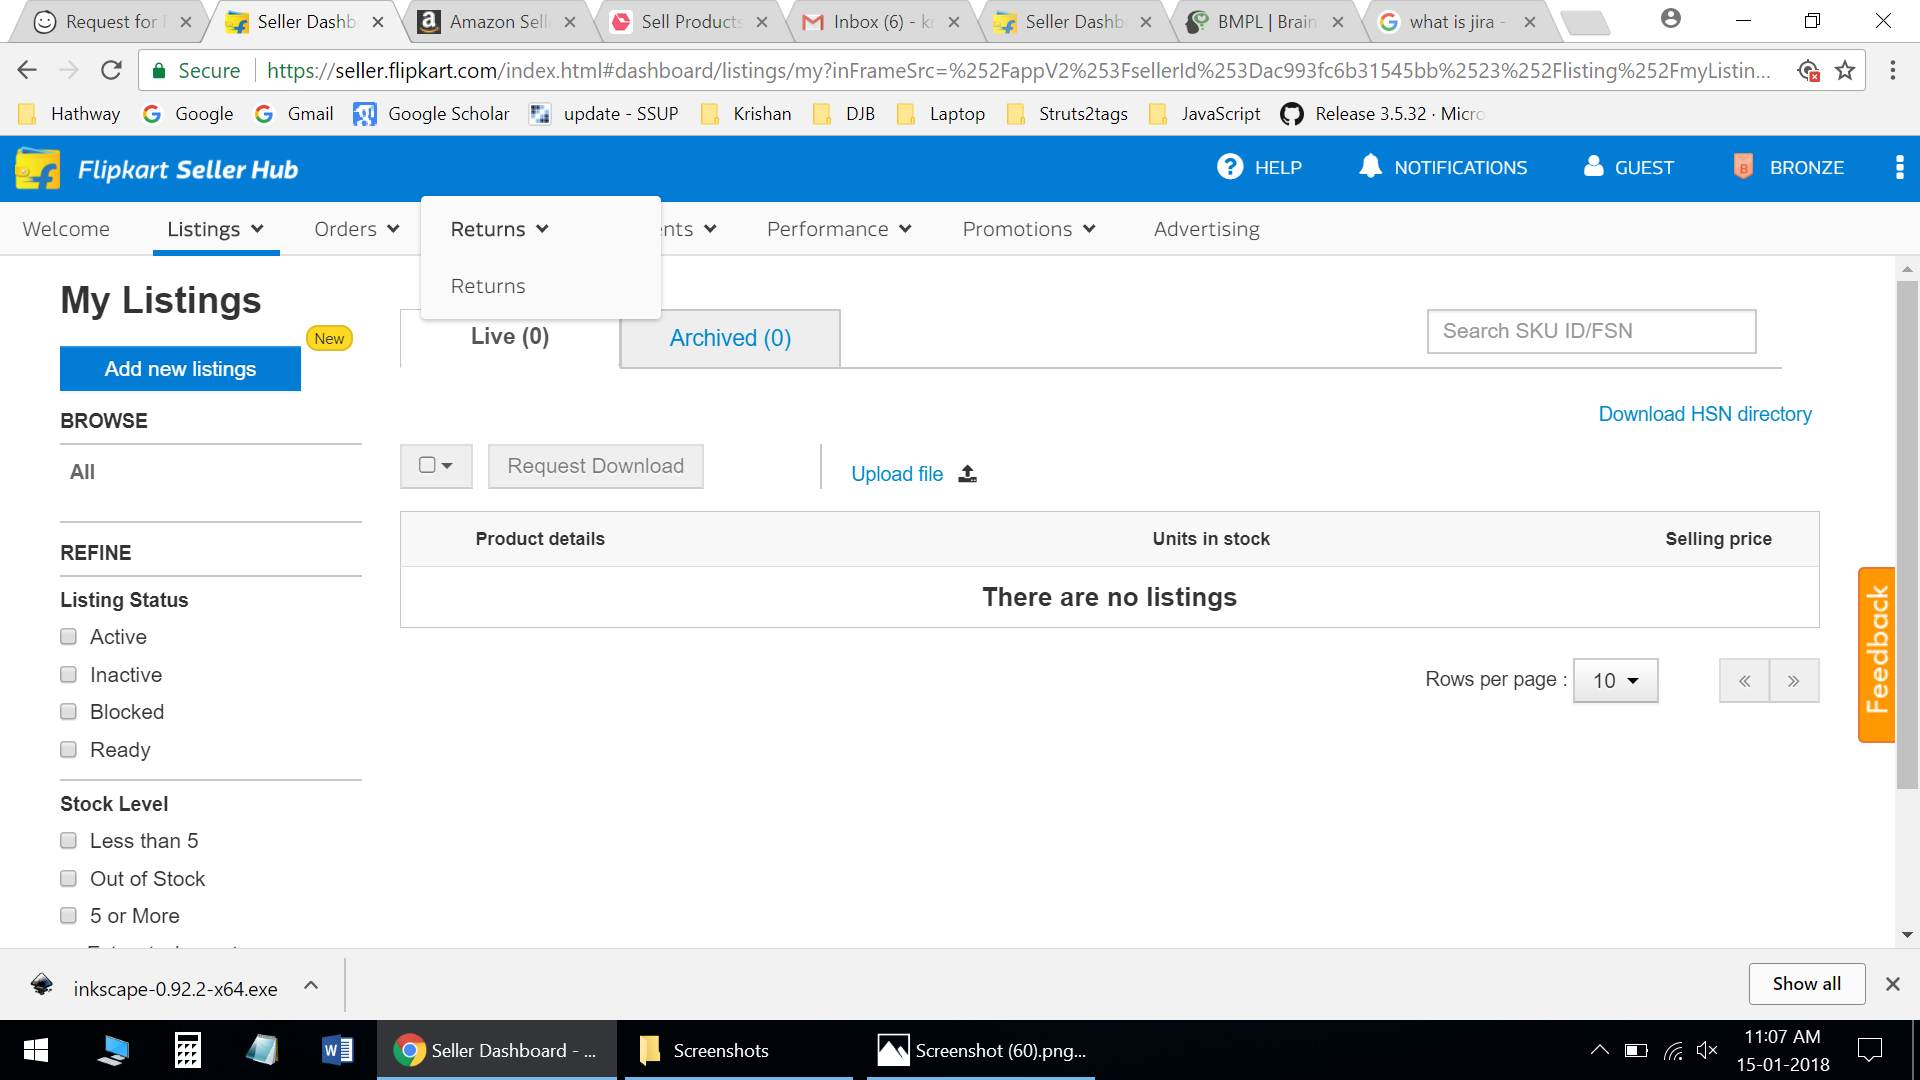 Request for
Seller Dashb
Amazon Sell
Sell Products
Inbox (6) - k
Seller Dashb
BMPL | Brain
what is jira -
Secure
https://seller.flipkart.com/index.html#dashboard/listings/my?inFrameSrc=%252FappV2%253FsellerId%253Dac993fc6b31545bb%2523%252Flisting%252FmyListin...
Hathway
Google
Gmail
Google Scholar
update - SSUP
Krishan
DJB
Laptop
Struts2tags
JavaScript
Release 3.5.32 · Micro
Flipkart Seller Hub
HELP
NOTIFICATIONS
GUEST
B
BRONZE
Welcome
Listings
Orders
Returns
ents
Performance
Promotions
Advertising
Returns
My Listings
New
Add new listings
Live (0)
Archived (0)
Search SKU ID/FSN
Download HSN directory
BROWSE
All
Request Download
Upload file
Product details
Units in stock
Selling price
There are no listings
Rows per page :
10
«
»
REFINE
Listing Status
Active
Inactive
Blocked
Ready
Stock Level
Less than 5
Out of Stock
5 or More
Feedback
inkscape-0.92.2-x64.exe
Show all
Seller Dashboard - ...
Screenshots
Screenshot (60).png...
11:07 AM
15-01-2018